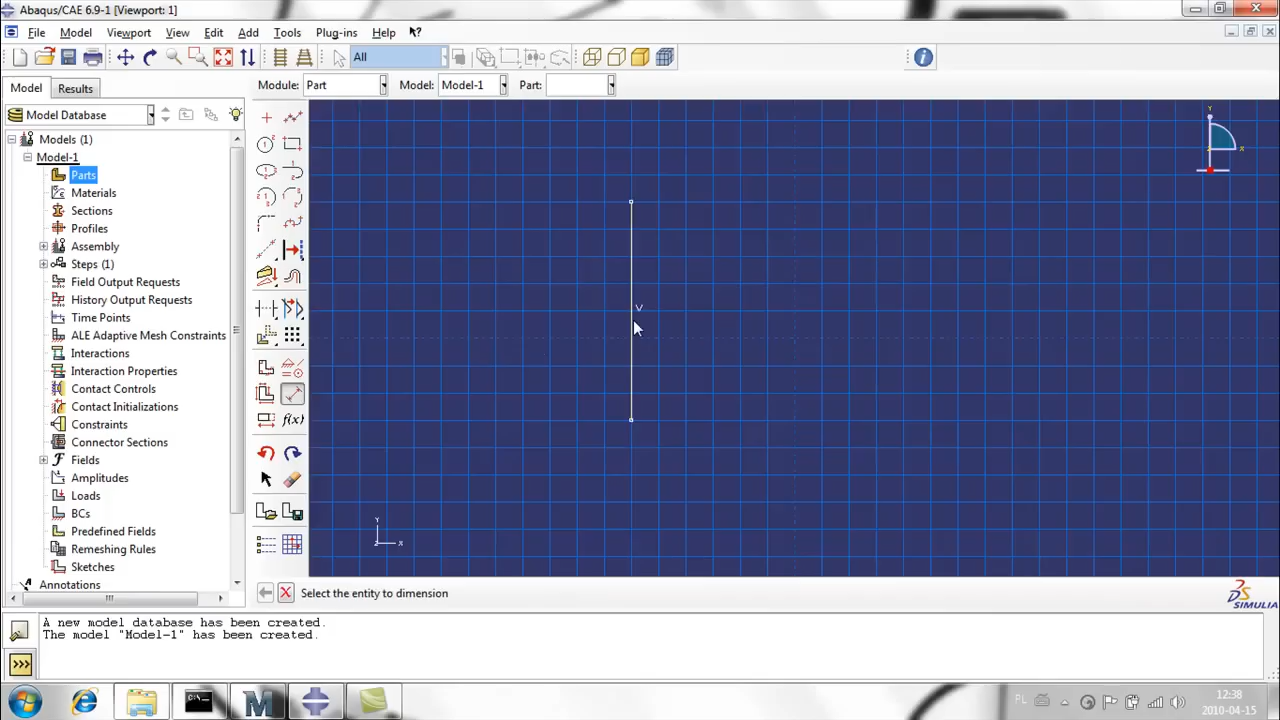 Abaqus/CAE 6.9-1 [Viewport: 1]
File Model Viewport View Edit Add Tools Plug-ins Help
All
Model Results
Module: Part Model: Model-1 Part:
Model Database
Models (1)
Model-1
Parts
Materials
Sections
Profiles
Assembly
Steps (1)
Field Output Requests
History Output Requests
Time Points
ALE Adaptive Mesh Constraints
Interactions
Interaction Properties
Contact Controls
Contact Initializations
Constraints
Connector Sections
Fields
Amplitudes
Loads
BCs
Predefined Fields
Remeshing Rules
Sketches
Annotations
f(x)
V
Y
X
Y
X
Z
Select the entity to dimension
SIMULIA
A new model database has been created.
The model "Model-1" has been created.
>>>
PL
12:38
2010-04-15